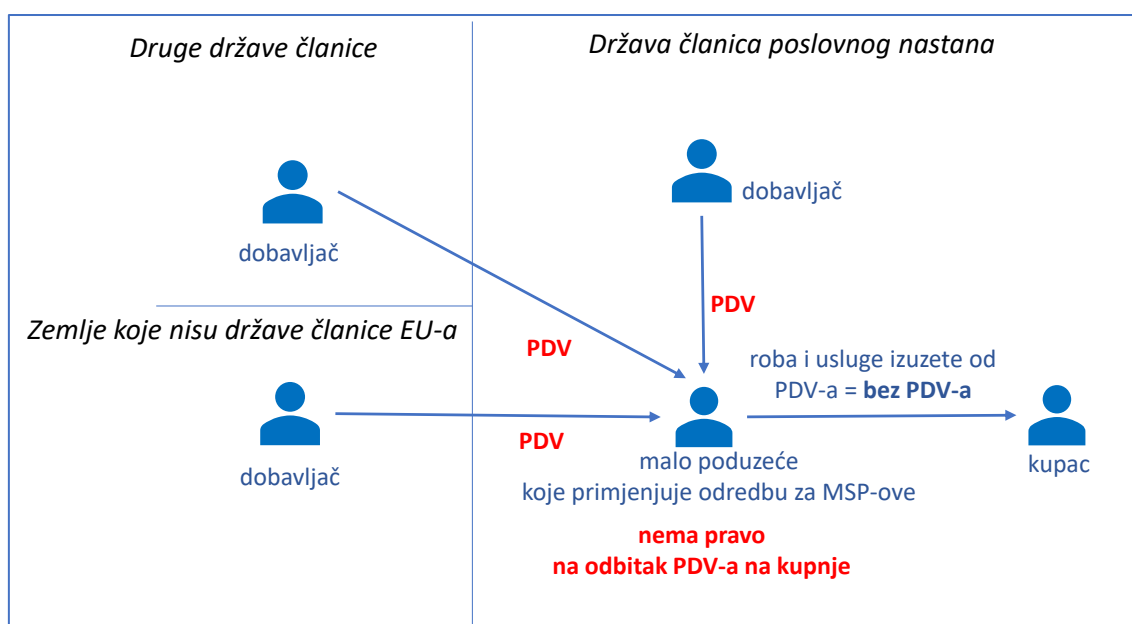 Druge države članice
Država članica poslovnog nastana
dobavljač
dobavljač
PDV
Zemlje koje nisu države članice EU-a
PDV
roba i usluge izuzete od
PDV-a = bez PDV-a
PDV
dobavljač
malo poduzeće
koje primjenjuje odredbu za MSP-ove
kupac
nema pravo
na odbitak PDV-a na kupnje